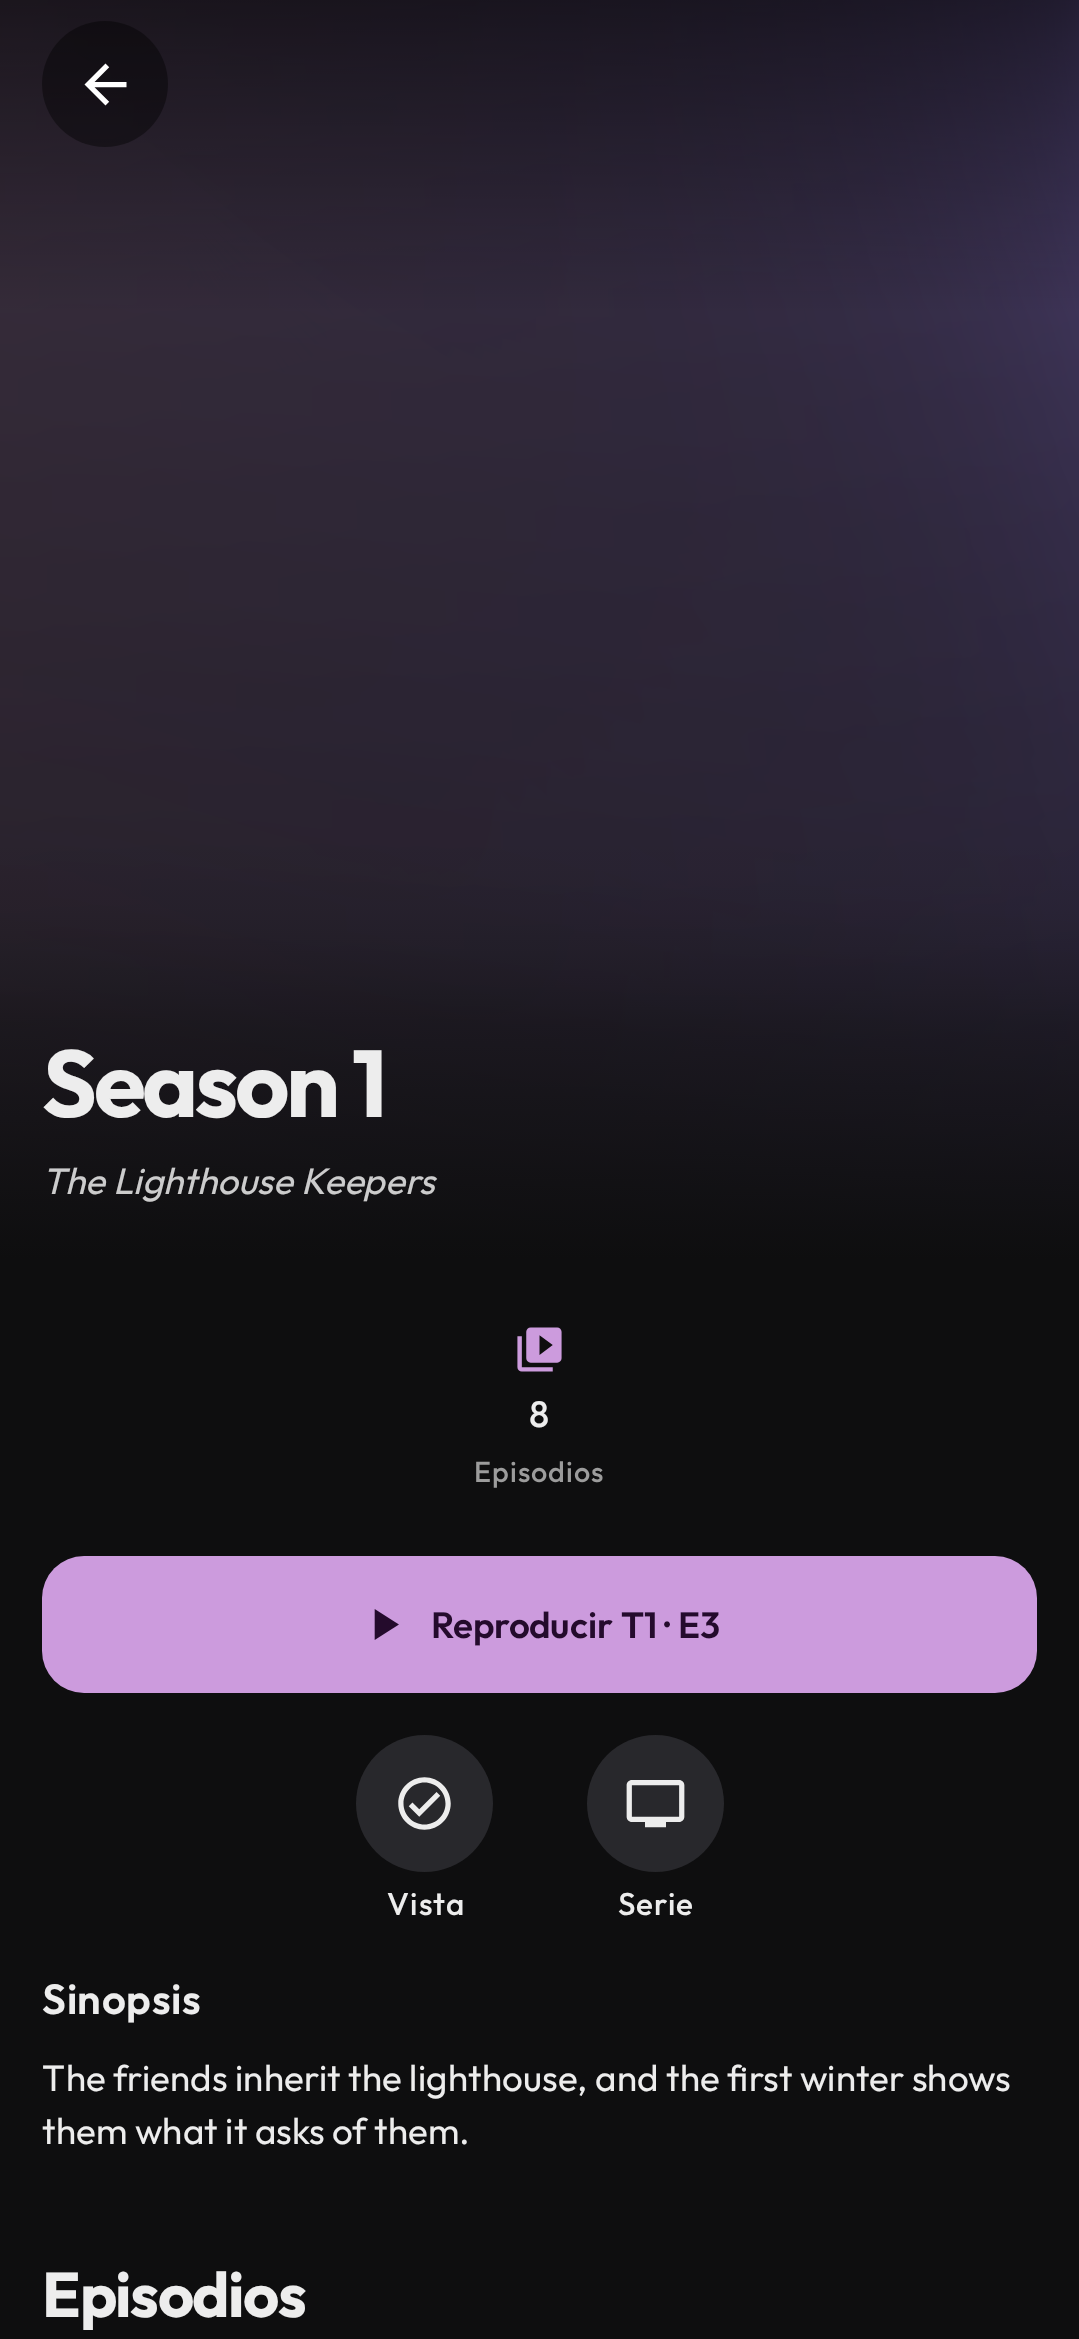 Season 1
The Lighthouse Keepers
8
Episodios
Reproducir T1 · E3
Vista
Serie
Sinopsis
The friends inherit the lighthouse, and the first winter shows
them what it asks of them.
Episodios